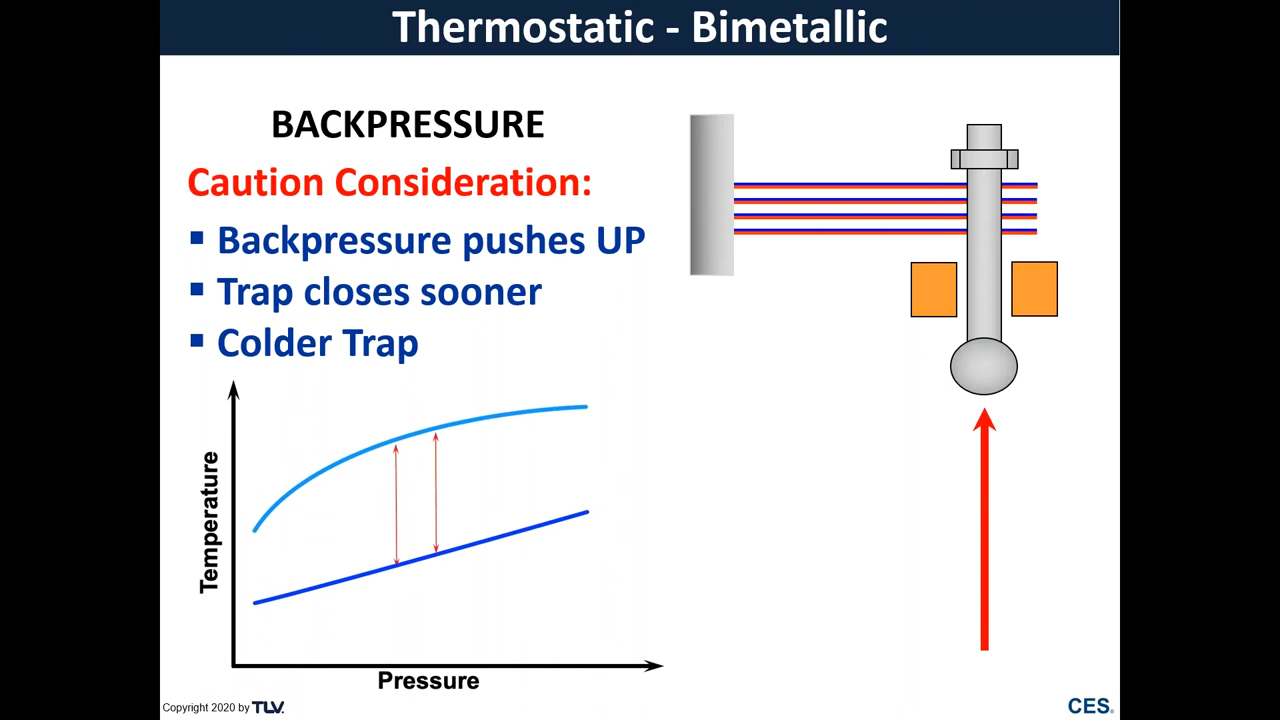 Thermostatic - Bimetallic
BACKPRESSURE
Caution Consideration:
▪ Backpressure pushes UP
▪ Trap closes sooner
▪ Colder Trap
Temperature
Pressure
Copyright 2020 by TLV.
CES.